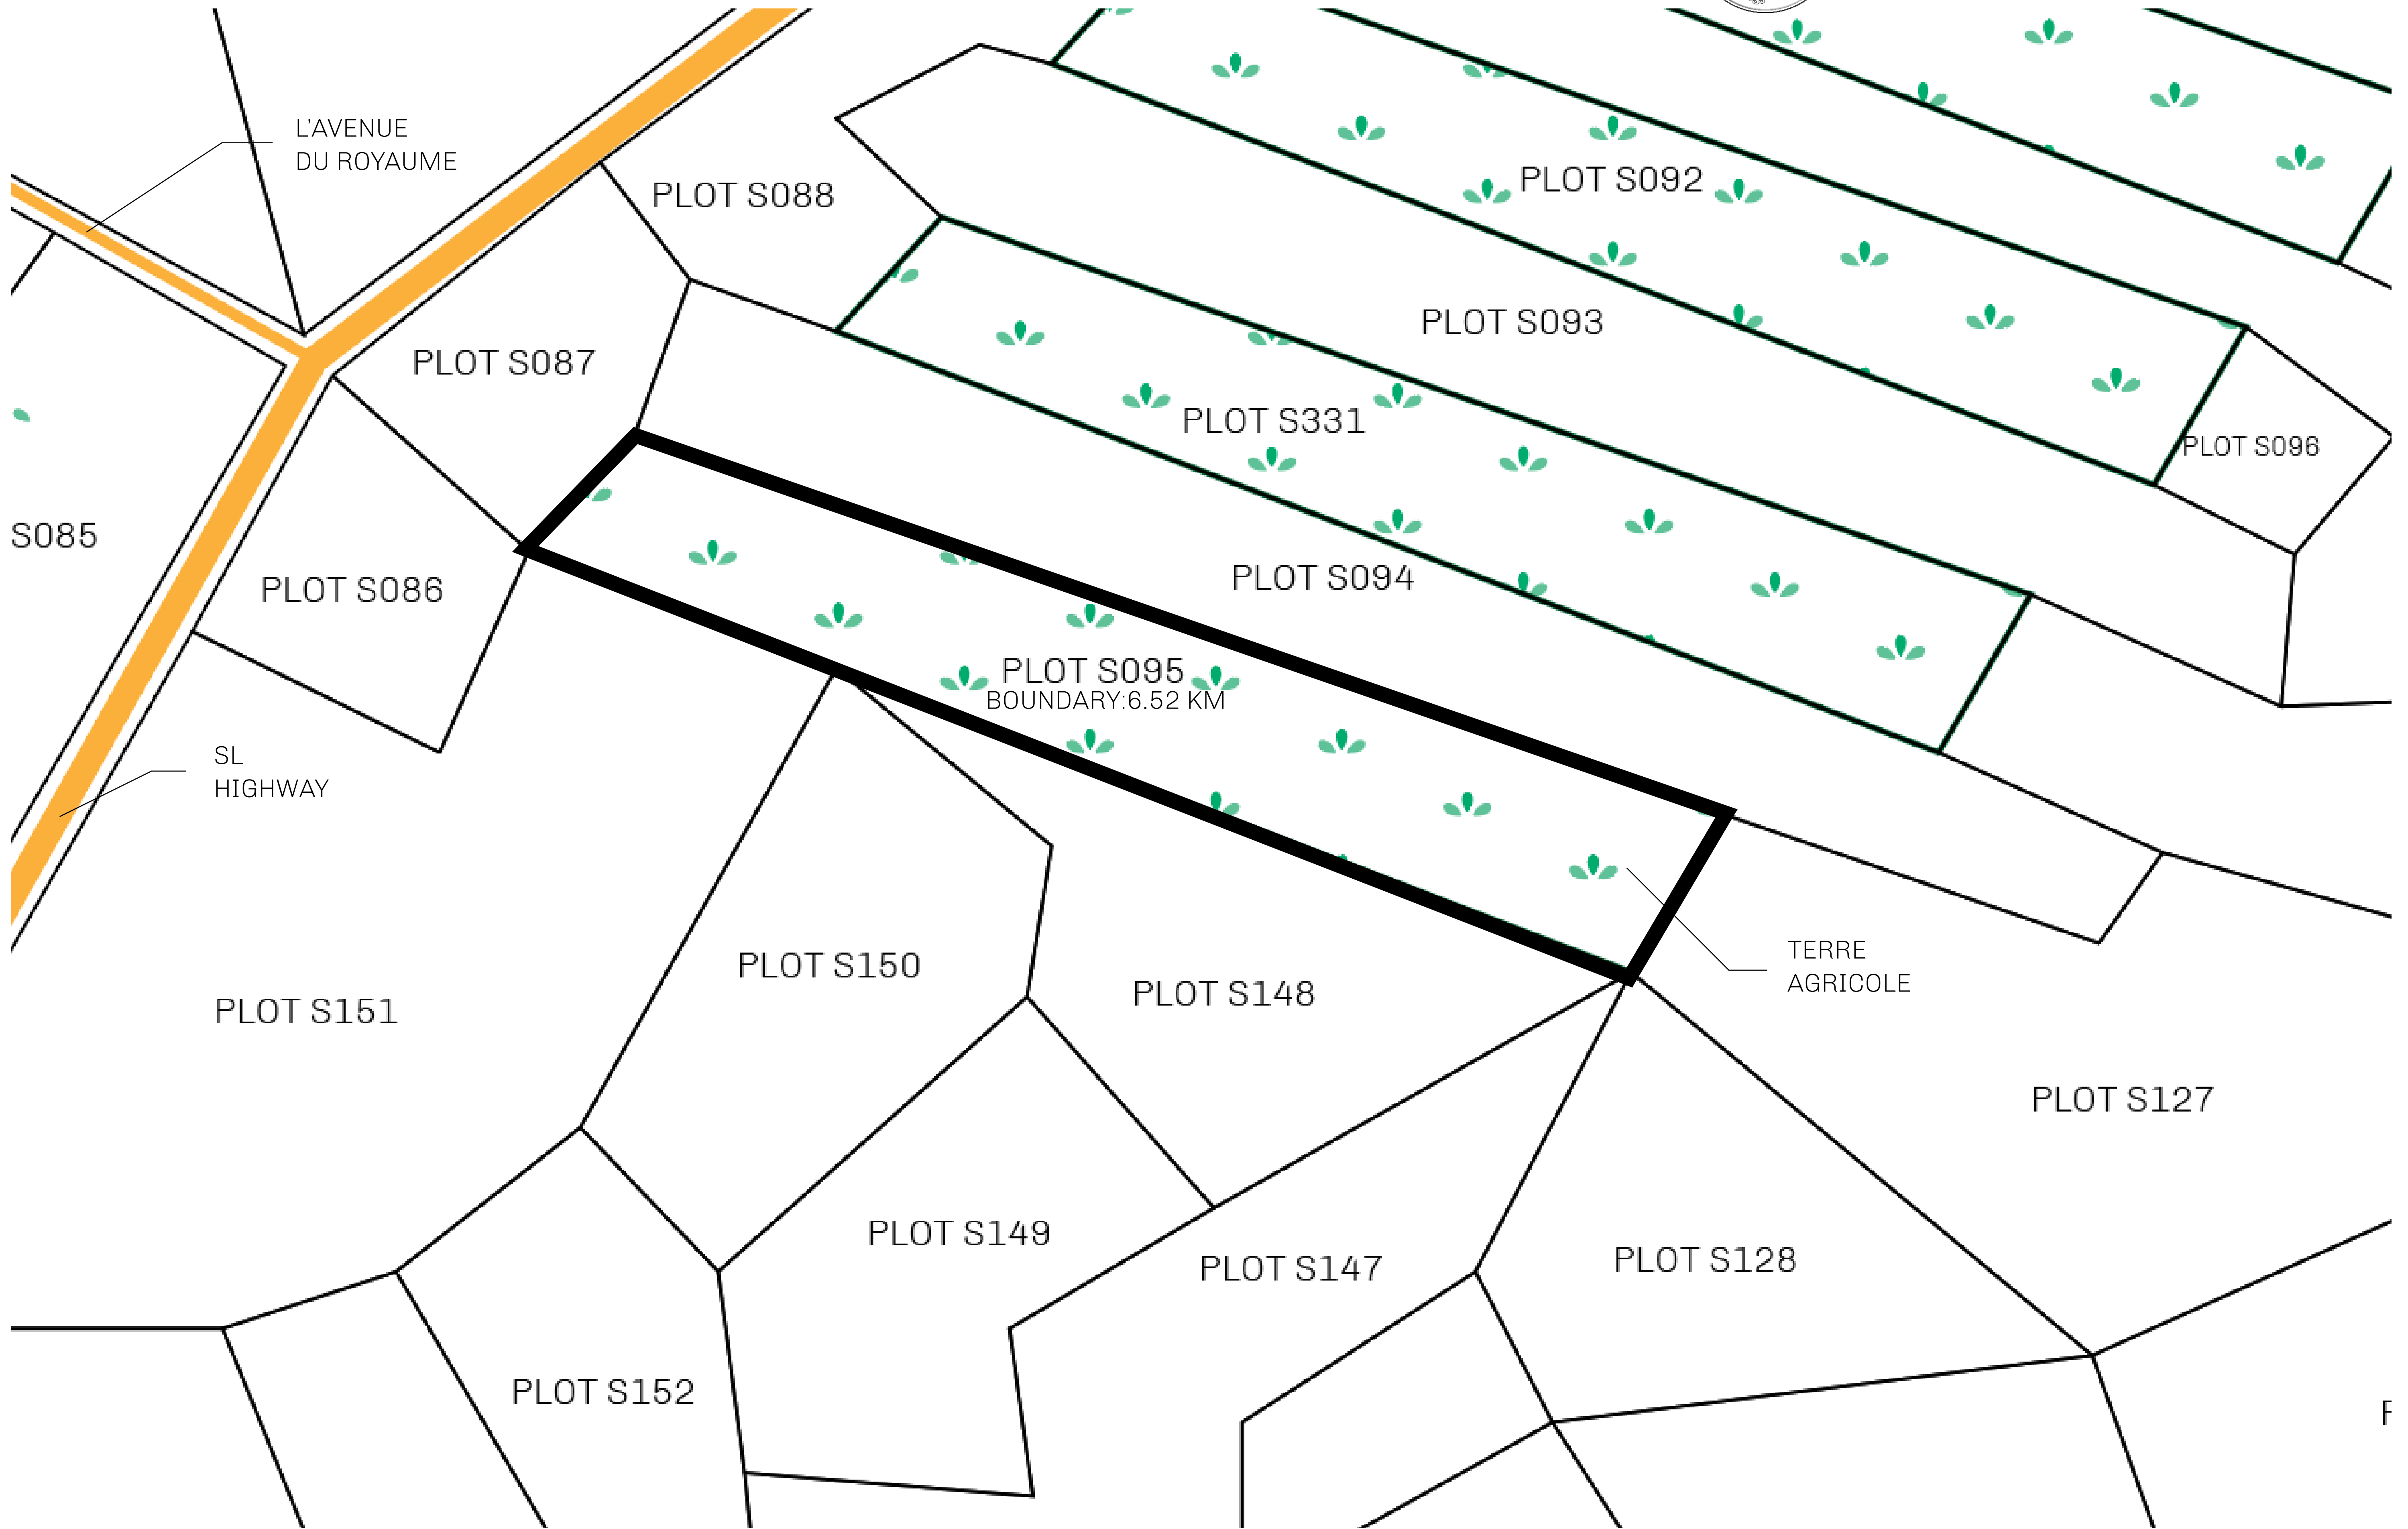 L'AVENUE
DU ROYAUME
PLOT S088
PLOT S092
PLOT S093
PLOT S087
PLOT S331
PLOT S096
S085
PLOT S086
PLOT S094
PLOT S095
BOUNDARY:6.52 KM
SL
HIGHWAY
TERRE
AGRICOLE
PLOT S150
PLOT S148
PLOT S151
PLOT S127
PLOT S149
PLOT S147
PLOT S128
PLOT S152